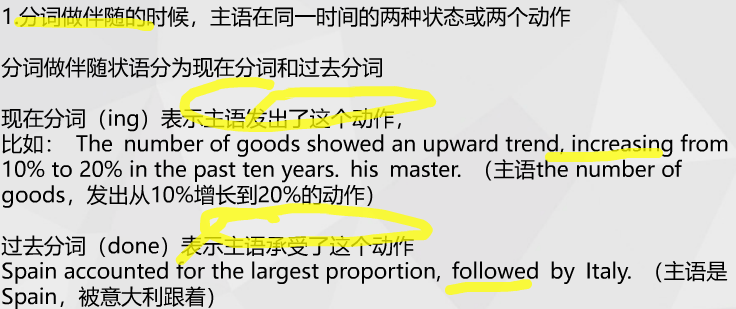 1.分词做伴随的时候，主语在同一时间的两种状态或两个动作
分词做伴随状语分为现在分词和过去分词
现在分词（ing）表示主语发出了这个动作，
比如： The number of goods showed an upward trend, increasing from
10% to 20% in the past ten years. his master. （主语the number of
goods，发出从10%增长到20%的动作）
过去分词（done）表示主语承受了这个动作
Spain accounted for the largest proportion, followed by Italy. （主语是
Spain，被意大利跟着）